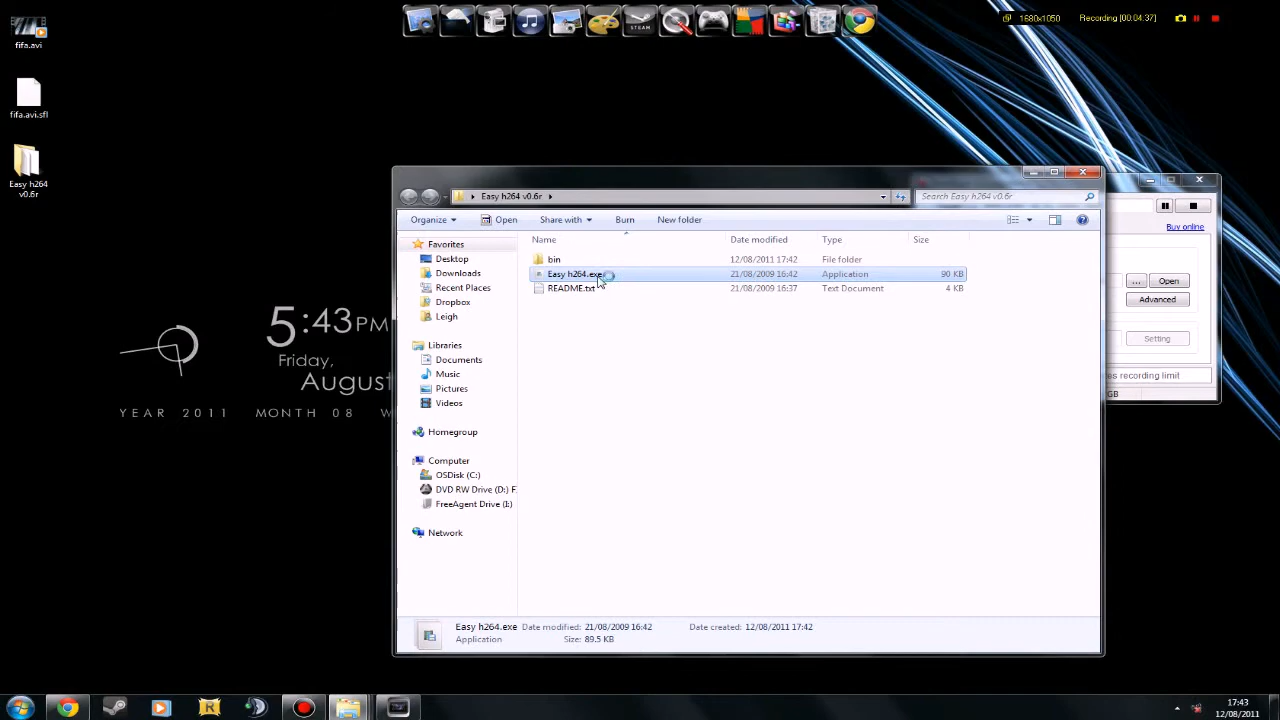 1680x1050 Recording [00:04:37]
fifa.avi
STEAM
fifa.avi.sfl
Easy h264 v0.6r
Easy h264 v0.6r
Search Easy h264 v0.6r
Organize Open Share with Burn New folder
Name Date modified Type Size
bin 12/08/2011 17:42 File folder
Easy h264.exe 21/08/2009 16:42 Application 90 KB
README.txt 21/08/2009 16:37 Text Document 4 KB
Favorites
Desktop
Downloads
Recent Places
Dropbox
Leigh
Libraries
Documents
Music
Pictures
Videos
Homegroup
Computer
OSDisk (C:)
DVD RW Drive (D:) F
FreeAgent Drive (I:)
Network
Buy online
... Open
Advanced
Setting
es recording limit
GB
5:43PM
Friday,
August
YEAR 2011 MONTH 08 W
Easy h264.exe Date modified: 21/08/2009 16:42 Date created: 12/08/2011 17:42
Application Size: 89.5 KB
17:43
12/08/2011